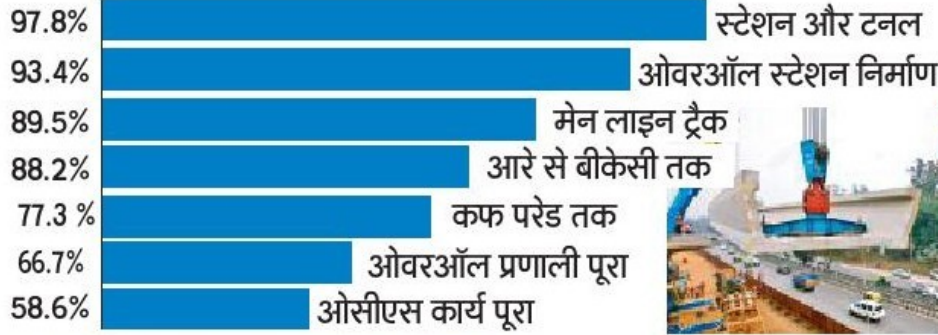 97.8% स्टेशन और टनल
93.4% ओवरऑल स्टेशन निर्माण
89.5% मेन लाइन ट्रैक
88.2% आरे से बीकेसी तक
77.3 % कफ परेड तक
66.7% ओवरऑल प्रणाली पूरा
58.6% ओसीएस कार्य पूरा